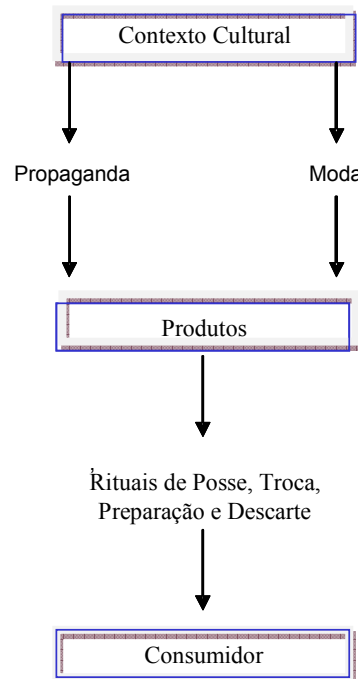 Contexto Cultural
Propaganda Moda
Produtos
Rituais de Posse, Troca,
Preparação e Descarte
Consumidor